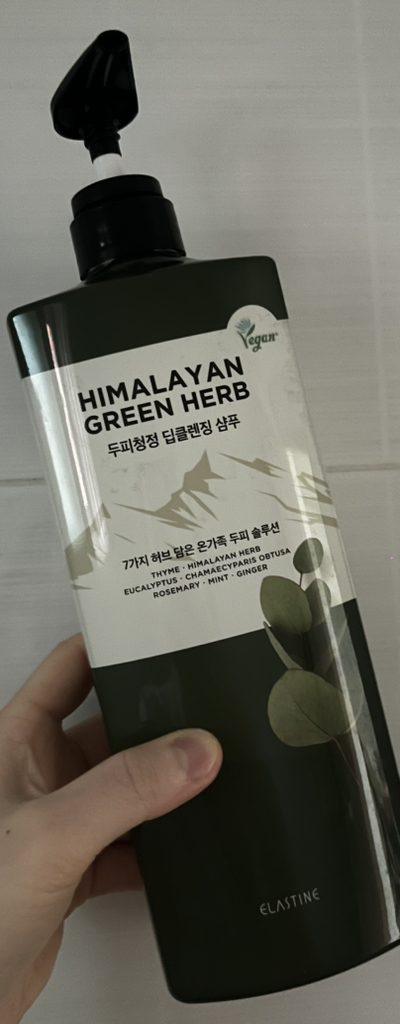 Vegan
HIMALAYAN
GREEN HERB
두피청정 딥클렌징 샴푸
7가지 허브 담은 온가족 두피 솔루션
THYME · HIMALAYAN HERB
EUCALYPTUS · CHAMAECYPARIS OBTUSA
ROSEMARY · MINT · GINGER
ELASTINE